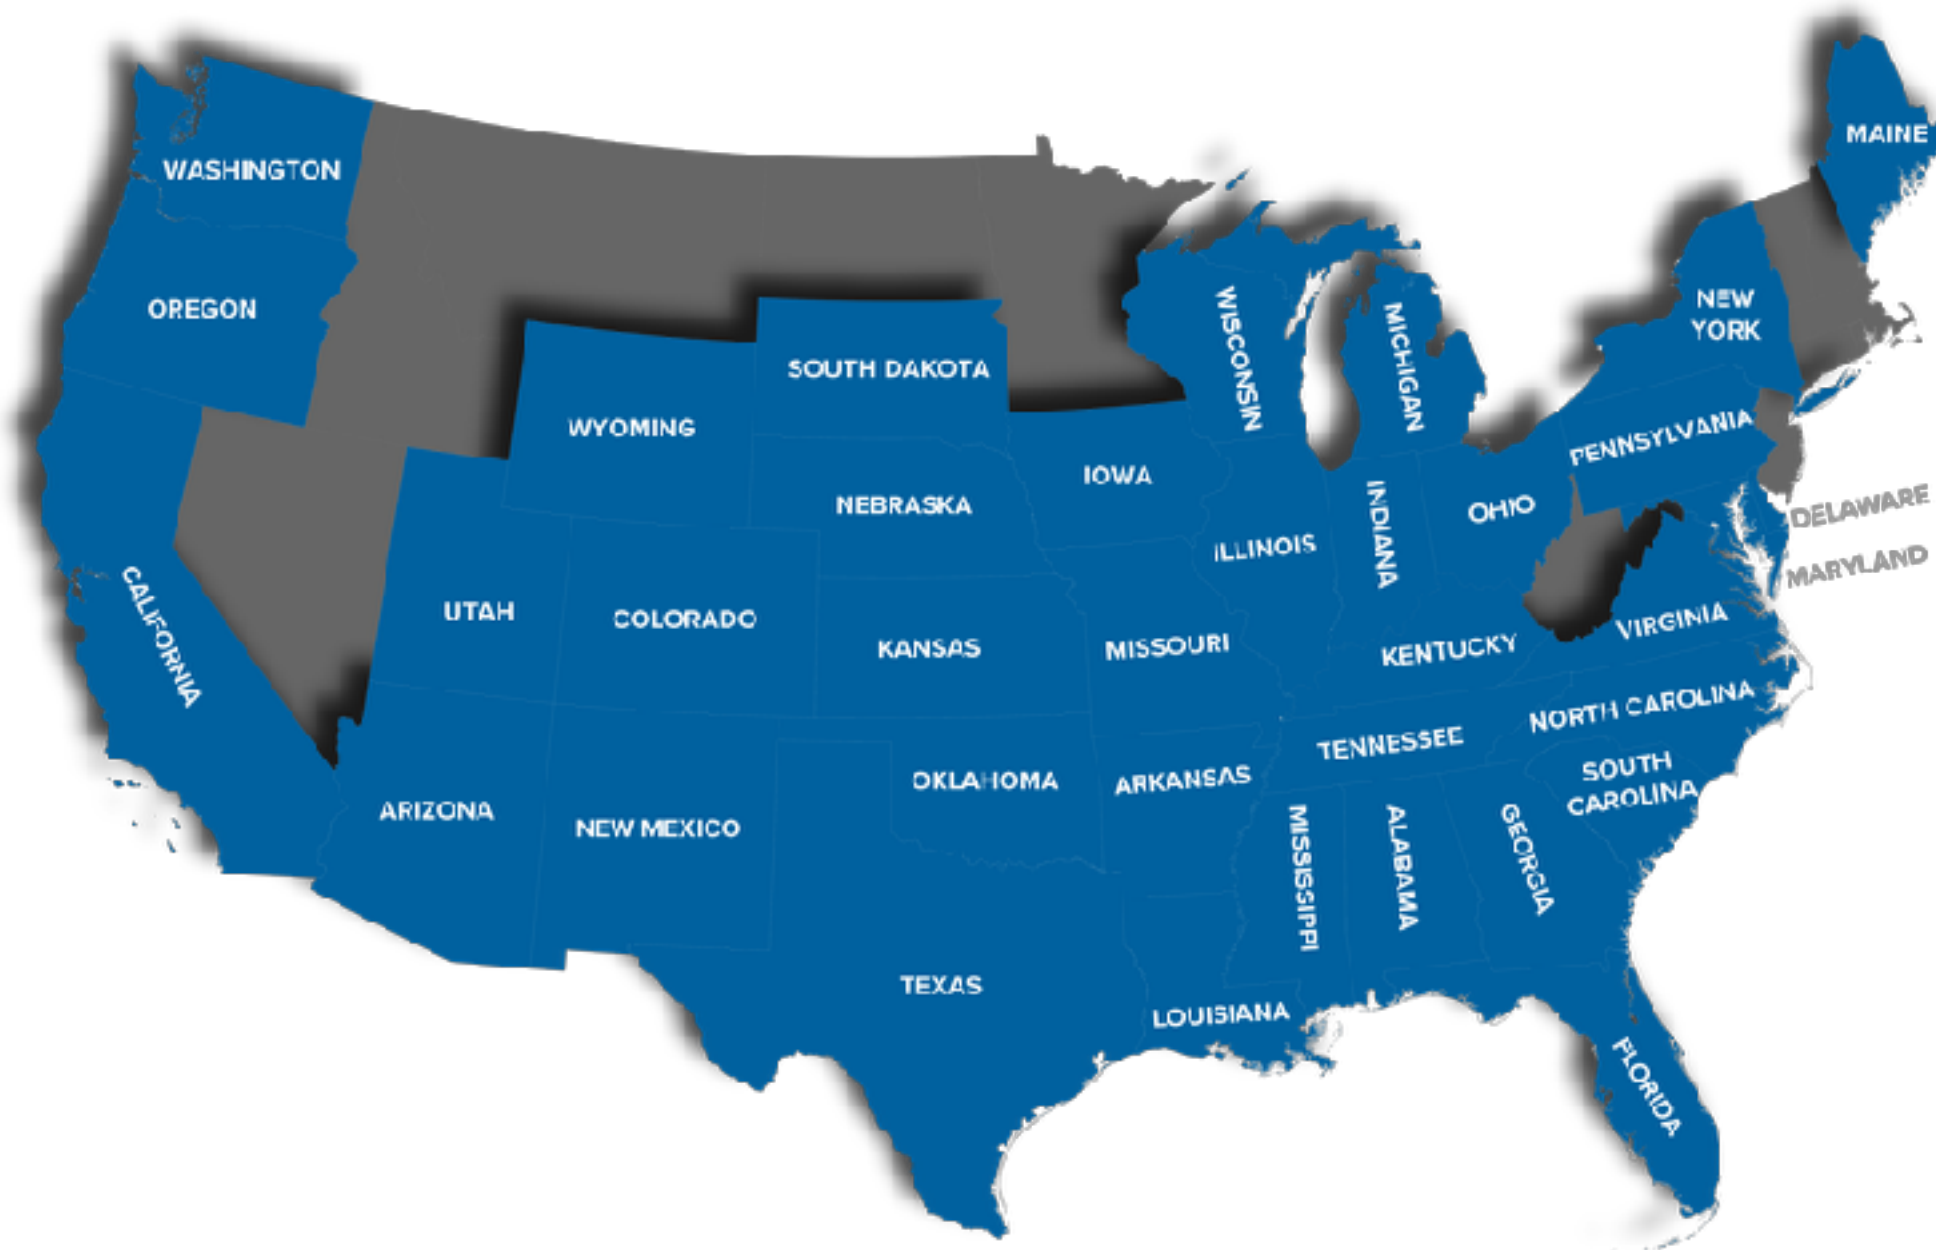 MAINE
WASHINGTON
OREGON
NEW
YORK
WISCONSIN
MICHIGAN
SOUTH DAKOTA
WYOMING
PENNSYLVANIA
IOWA
NEBRASKA
OHIO
INDIANA
ILLINOIS
DELAWARE
MARYLAND
CALIFORNIA
UTAH
COLORADO
KANSAS
MISSOURI
KENTUCKY
VIRGINIA
NORTH CAROLINA
TENNESSEE
SOUTH
CAROLINA
ARIZONA
NEW MEXICO
OKLAHOMA
ARKANSAS
MISSISSIPPI
ALABAMA
GEORGIA
TEXAS
LOUISIANA
FLORIDA